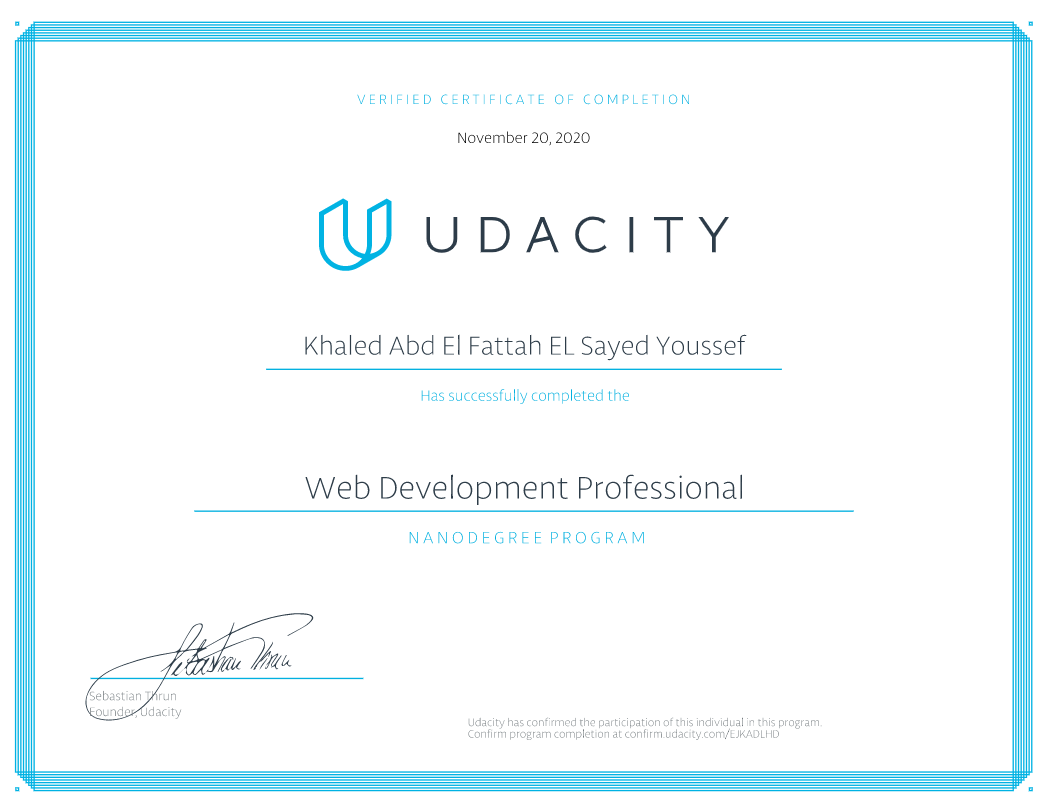 VERIFIED CERTIFICATE OF COMPLETION
November 20, 2020
UDACITY
Khaled Abd El Fattah EL Sayed Youssef
Has successfully completed the
Web Development Professional
NANODEGREE PROGRAM
Sebastian Thrun
Sebastian Thrun
Founder, Udacity
Udacity has confirmed the participation of this individual in this program.
Confirm program completion at confirm.udacity.com/EJKADLHD